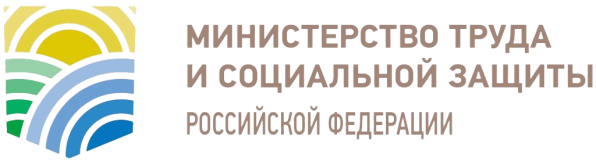 МИНИСТЕРСТВО ТРУДА
И СОЦИАЛЬНОЙ ЗАЩИТЫ
РОССИЙСКОЙ ФЕДЕРАЦИИ